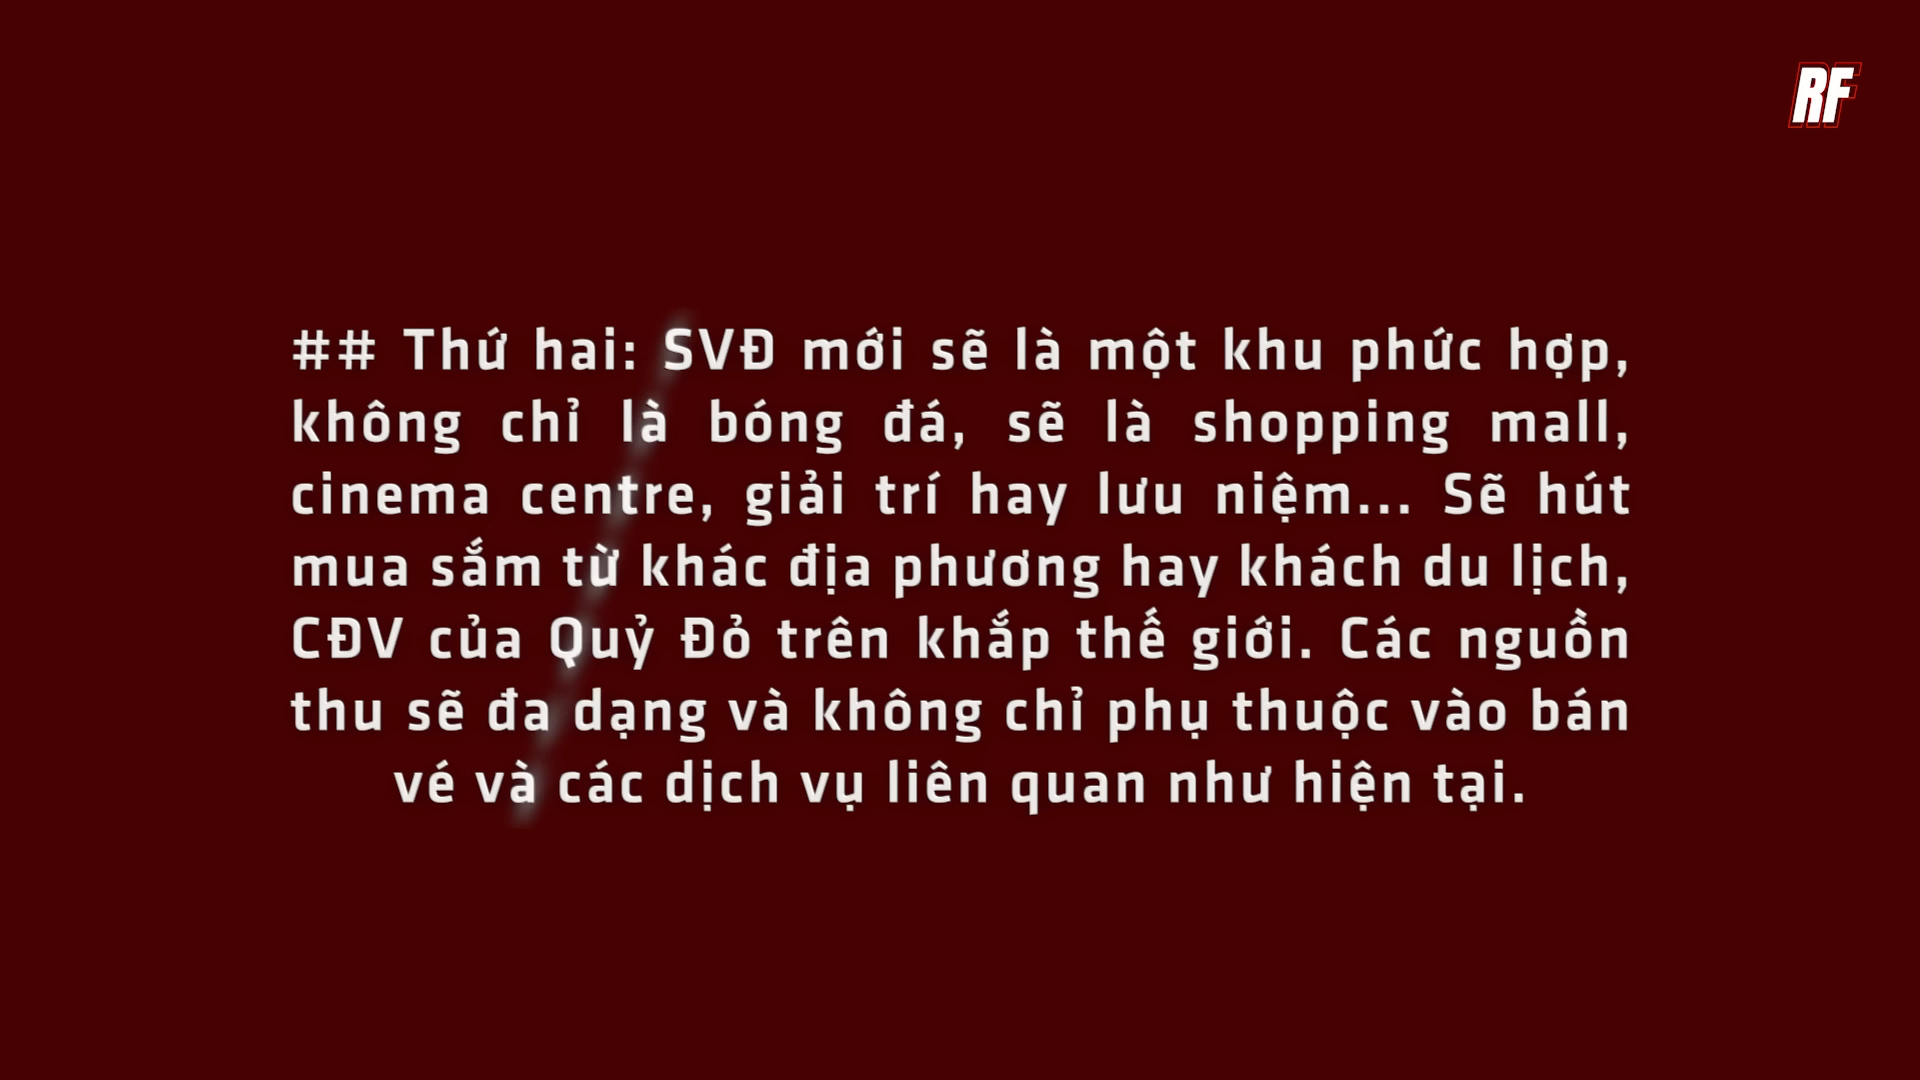 RF
## Thứ hai: SVĐ mới sẽ là một khu phức hợp,
không chỉ là bóng đá, sẽ là shopping mall,
cinema centre, giải trí hay lưu niệm... Sẽ hút
mua sắm từ khác địa phương hay khách du lịch,
CĐV của Quỷ Đỏ trên khắp thế giới. Các nguồn
thu sẽ đa dạng và không chỉ phụ thuộc vào bán
vé và các dịch vụ liên quan như hiện tại.